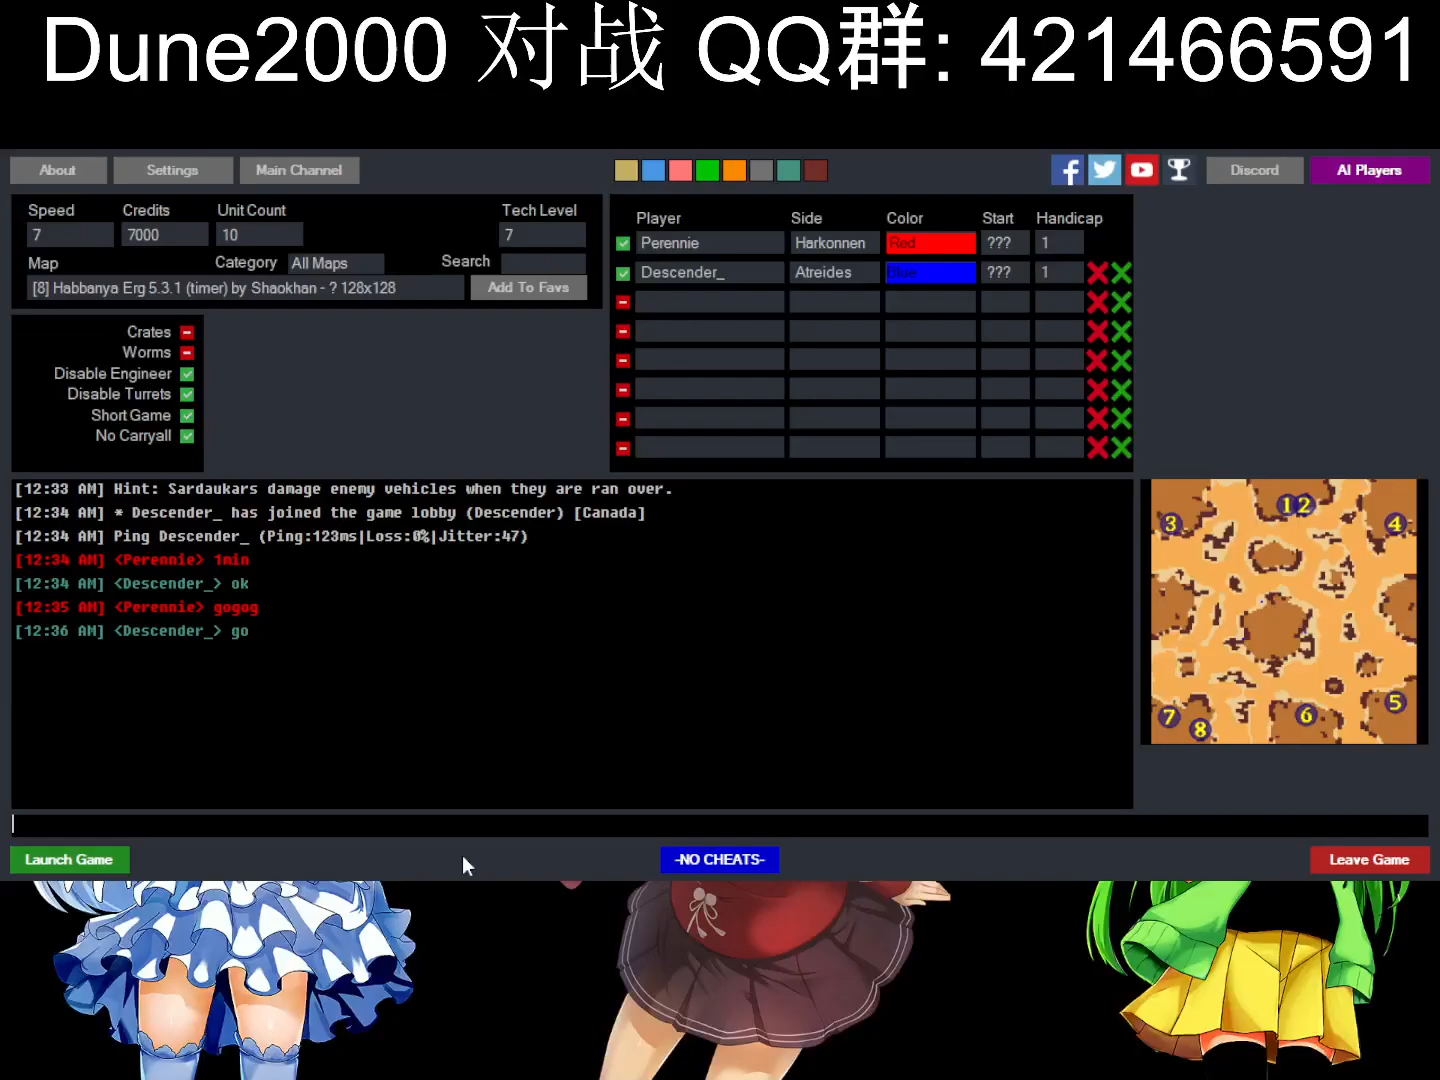 Dune2000 对战 QQ群: 421466591
About Settings Main Channel Discord AI Players
Speed Credits Unit Count Tech Level
7 7000 10 7
Map Category All Maps Search
[8] Habbanya Erg 5.3.1 (timer) by Shaokhan - ? 128x128 Add To Favs
Crates
Worms
Disable Engineer
Disable Turrets
Short Game
No Carryall
Player Side Color Start Handicap
Perennie Harkonnen Red ??? 1
Descender_ Atreides Blue ??? 1
[12:33 AM] Hint: Sardaukars damage enemy vehicles when they are ran over.
[12:34 AM] * Descender_ has joined the game lobby (Descender) [Canada]
[12:34 AM] Ping Descender_ (Ping:123ms|Loss:0%|Jitter:47)
[12:34 AM] <Perennie> 1min
[12:34 AM] <Descender_> ok
[12:35 AM] <Perennie> gogog
[12:36 AM] <Descender_> go
1 2
3 4
5
7 6
8
Launch Game -NO CHEATS- Leave Game